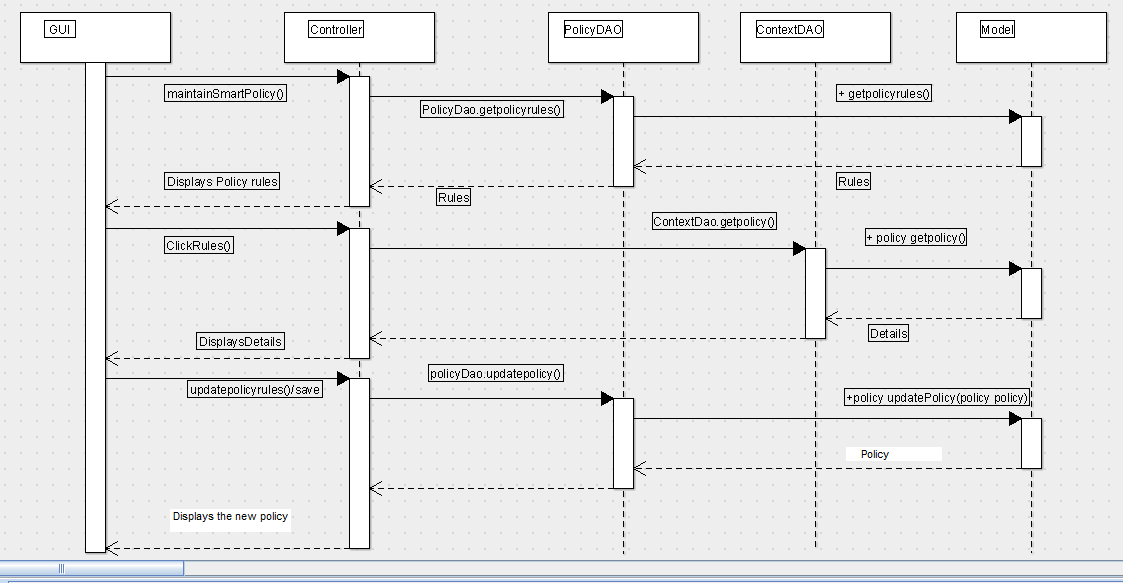 GUI
Controller
PolicyDAO
ContextDAO
Model
maintainSmartPolicy()
PolicyDao.getpolicyrules()
+ getpolicyrules()
Displays Policy rules
Rules
Rules
ClickRules()
ContextDao.getpolicy()
+ policy getpolicy()
DisplaysDetails
Details
updatepolicyrules()/save
policyDao.updatepolicy()
+policy updatePolicy(policy policy)
Policy
Displays the new policy